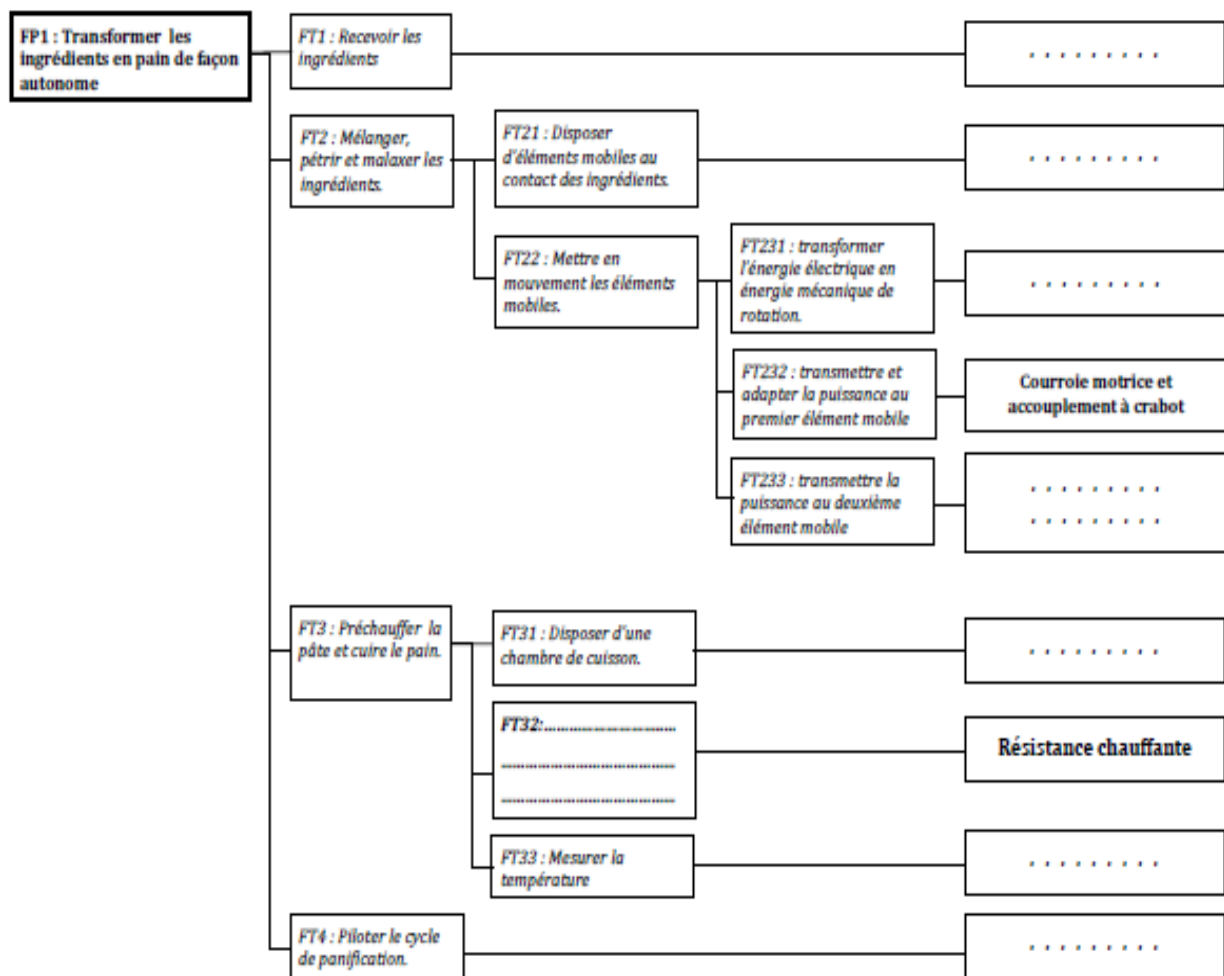 FP1 : Transformer les
ingrédients en pain de façon
autonome
FT1 : Recevoir les
ingrédients
. . . . . . . . .
FT2 : Mélanger,
pétrir et malaxer les
ingrédients.
FT21 : Disposer
d'éléments mobiles au
contact des ingrédients.
. . . . . . . . .
FT22 : Mettre en
mouvement les éléments
mobiles.
FT231 : transformer
l'énergie électrique en
énergie mécanique de
rotation.
. . . . . . . . .
FT232 : transmettre et
adapter la puissance au
premier élément mobile
Courroie motrice et
accouplement à crabot
FT233 : transmettre la
puissance au deuxième
élément mobile
. . . . . . . . .
. . . . . . . . .
FT3 : Préchauffer la
pâte et cuire le pain.
FT31 : Disposer d'une
chambre de cuisson.
. . . . . . . . .
FT32:................................
..........................................
..........................................
Résistance chauffante
FT33 : Mesurer la
température
. . . . . . . . .
FT4 : Piloter le cycle
de panification.
. . . . . . . . .